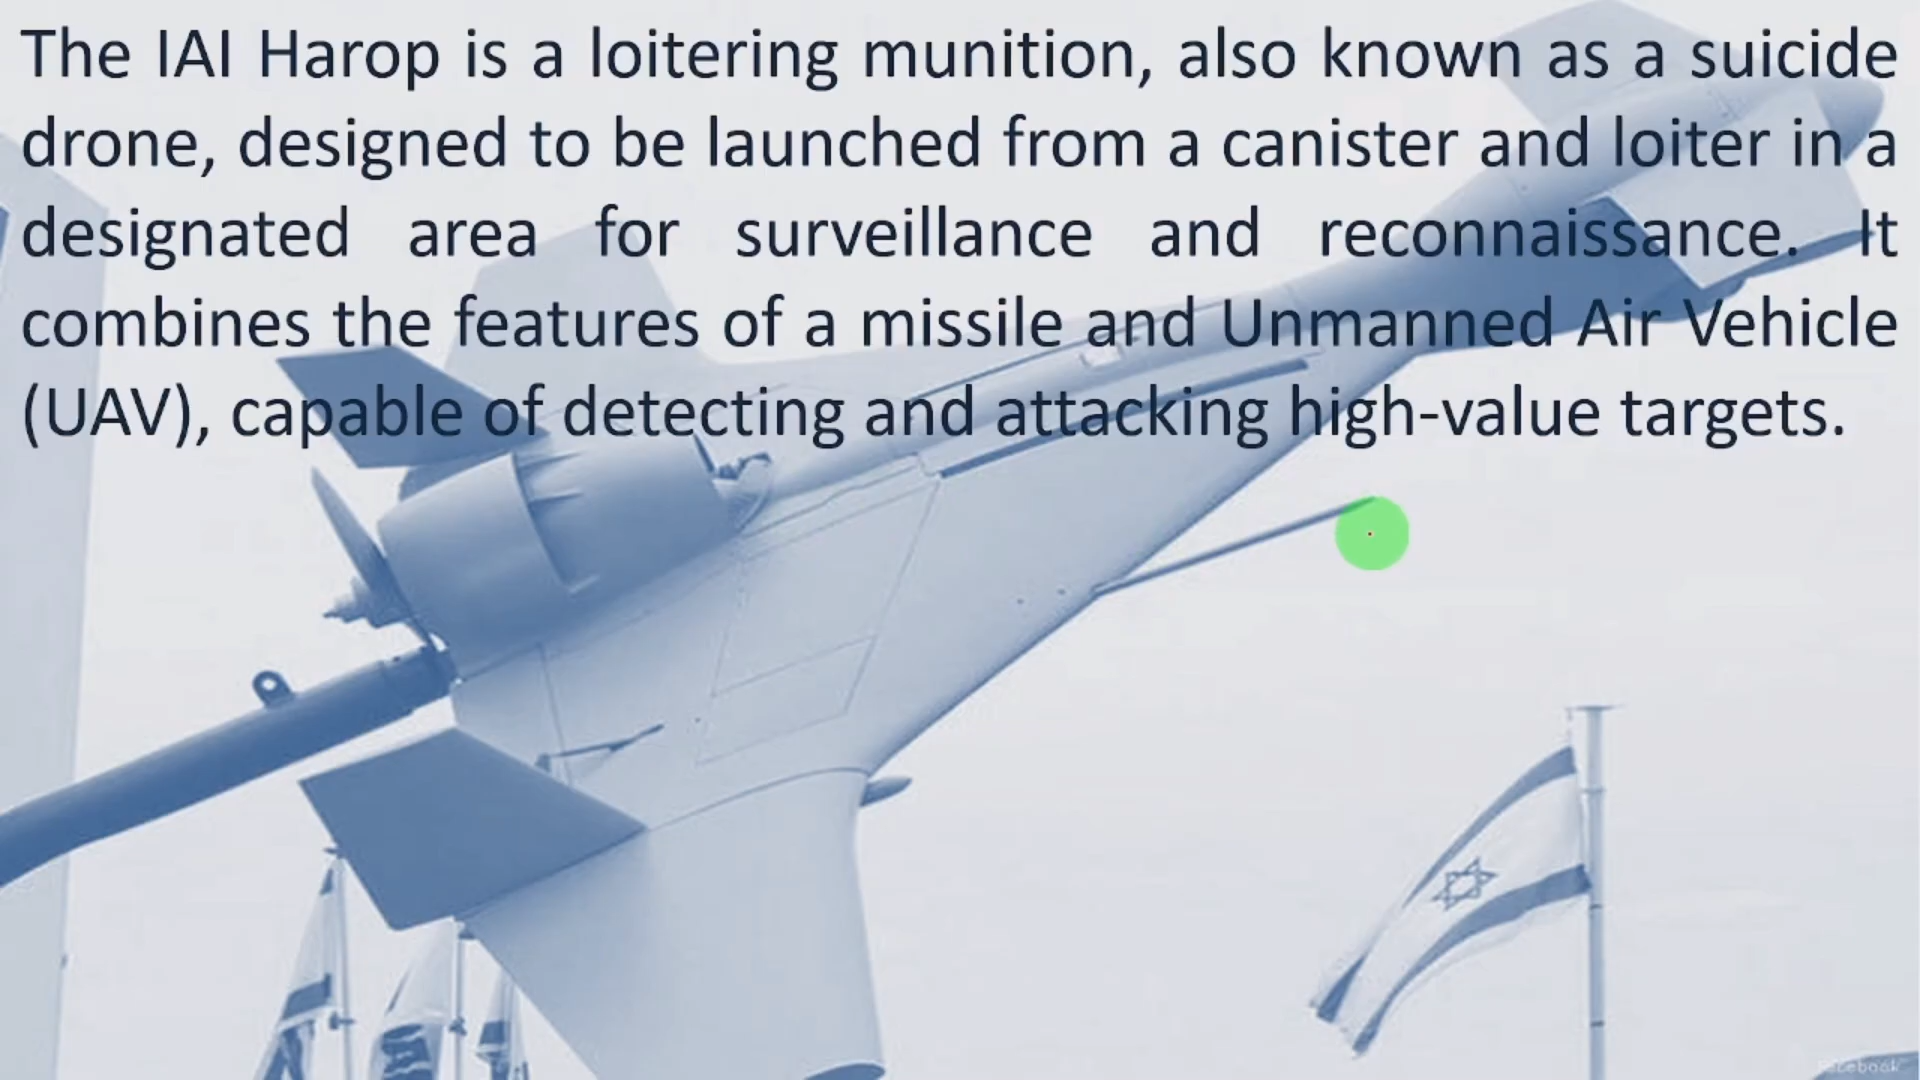 The IAI Harop is a loitering munition, also known as a suicide
drone, designed to be launched from a canister and loiter in a
designated area for surveillance and reconnaissance. It
combines the features of a missile and Unmanned Air Vehicle
(UAV), capable of detecting and attacking high-value targets.
facebook